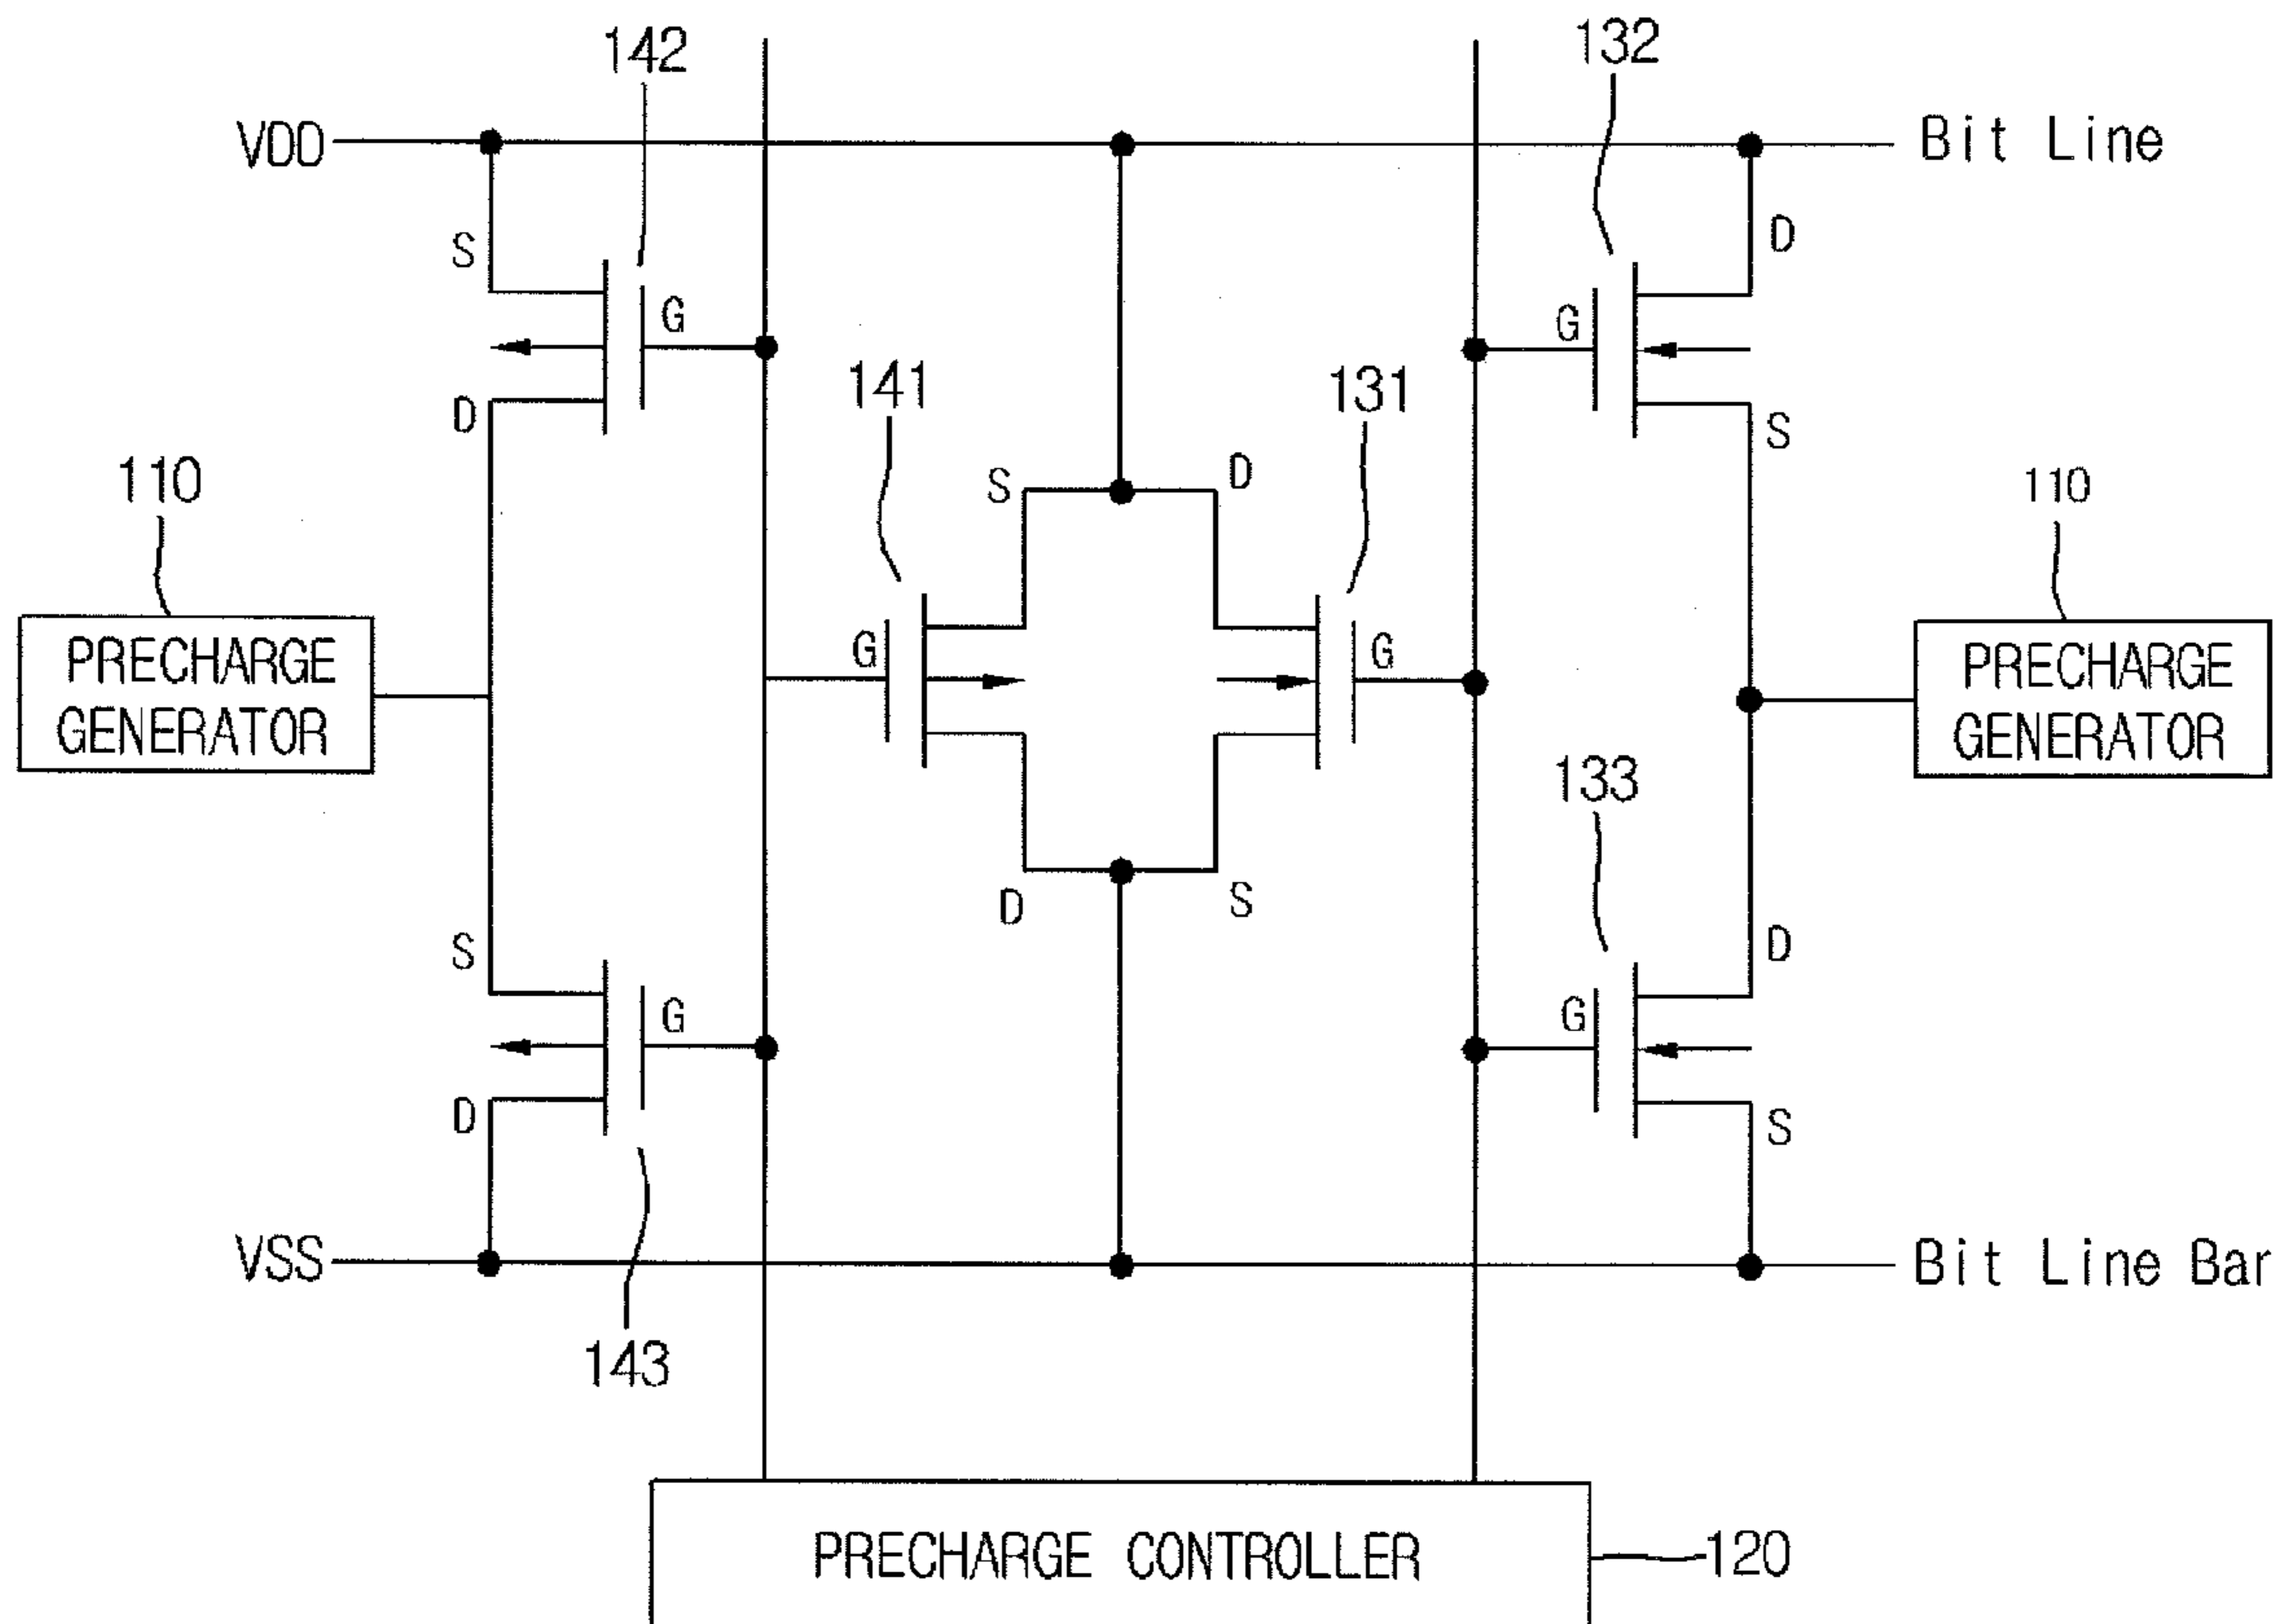 142
132
VDD
Bit Line
S
D
G
G
141
131
D
S
110
S
D
110
PRECHARGE
GENERATOR
G
G
PRECHARGE
GENERATOR
133
D
S
S
D
G
G
D
S
VSS
Bit Line Bar
143
PRECHARGE CONTROLLER
120